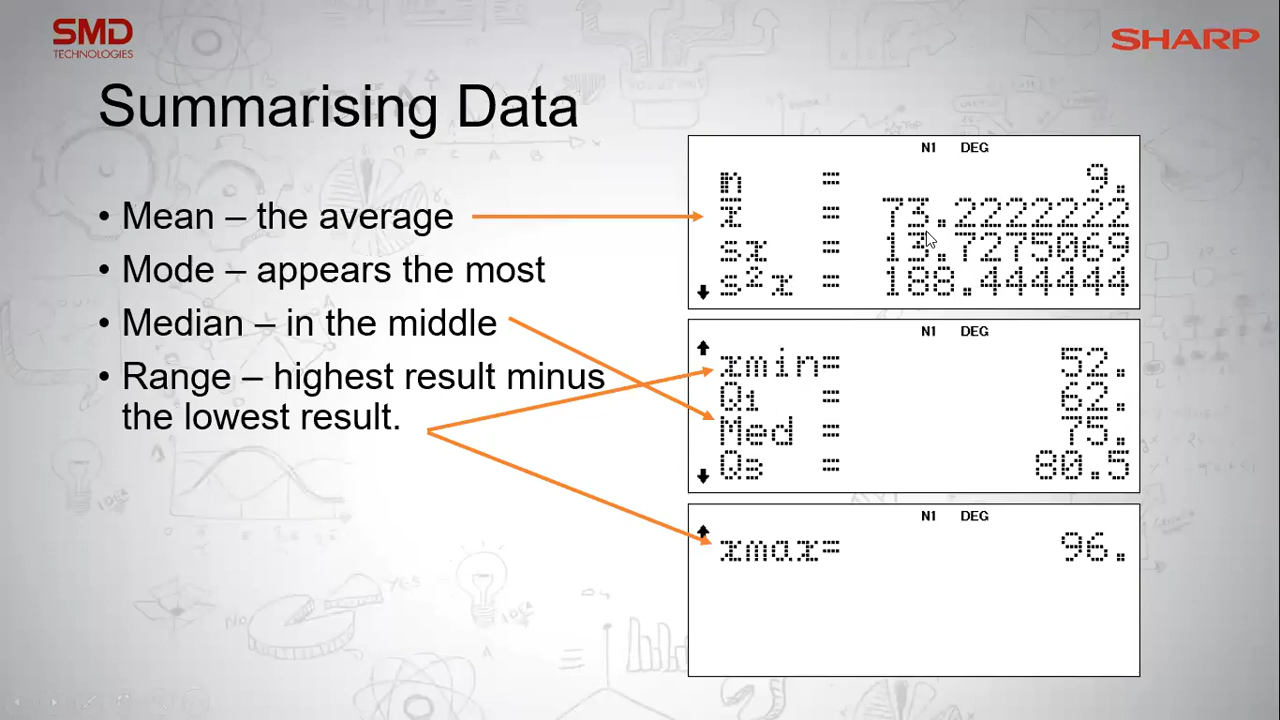 SMD
TECHNOLOGIES
SHARP
Summarising Data
• Mean – the average
• Mode – appears the most
• Median – in the middle
• Range – highest result minus
the lowest result.
N1 DEG
n = 9.
x̄ = 73.2222222
sx = 13.7275069
s²x = 188.444444
N1 DEG
xmin= 52.
Q₁ = 62.
Med = 75.
Q₃ = 80.5
N1 DEG
xmax= 96.